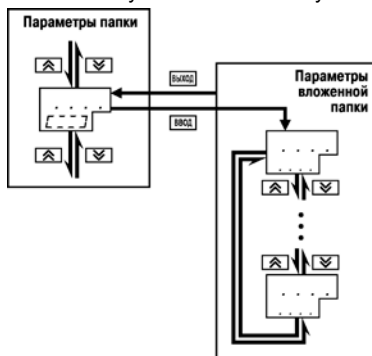 Параметры папки
ВЫХОД
Параметры
вложенной
папки
ВВОД